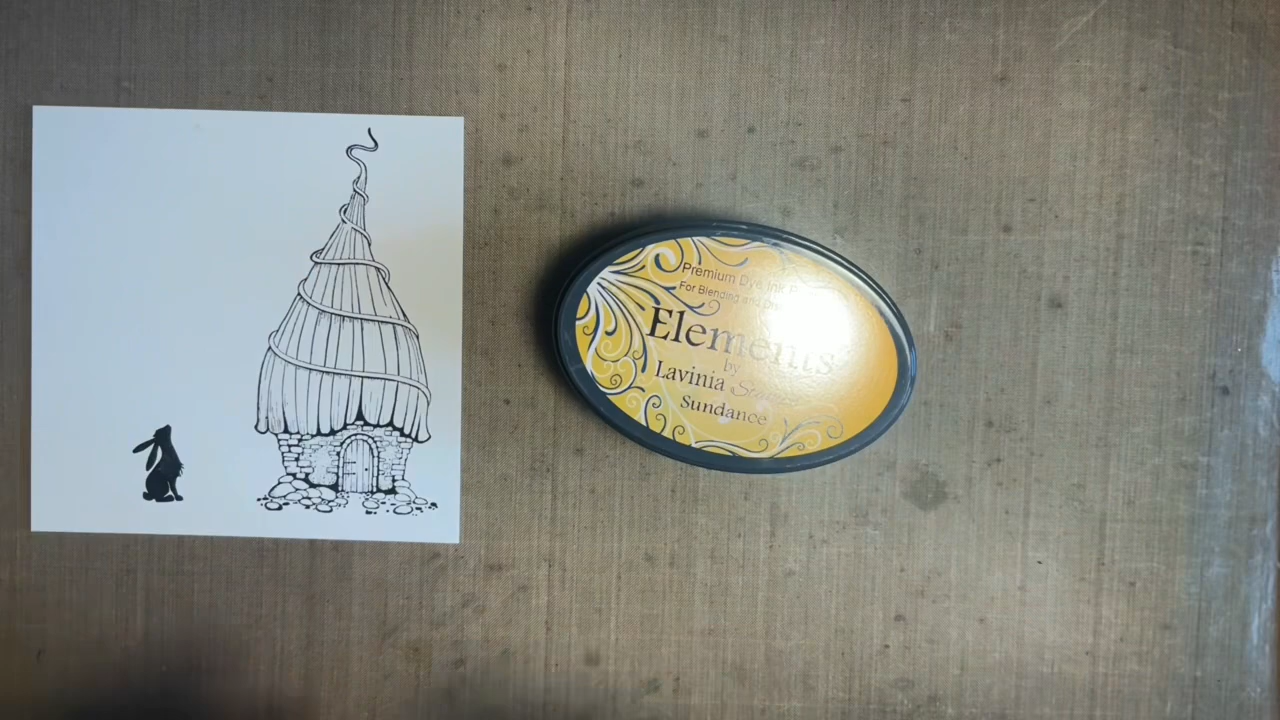 Premium Dye Ink
For Blending and
Elements
by
Lavinia
Sundance